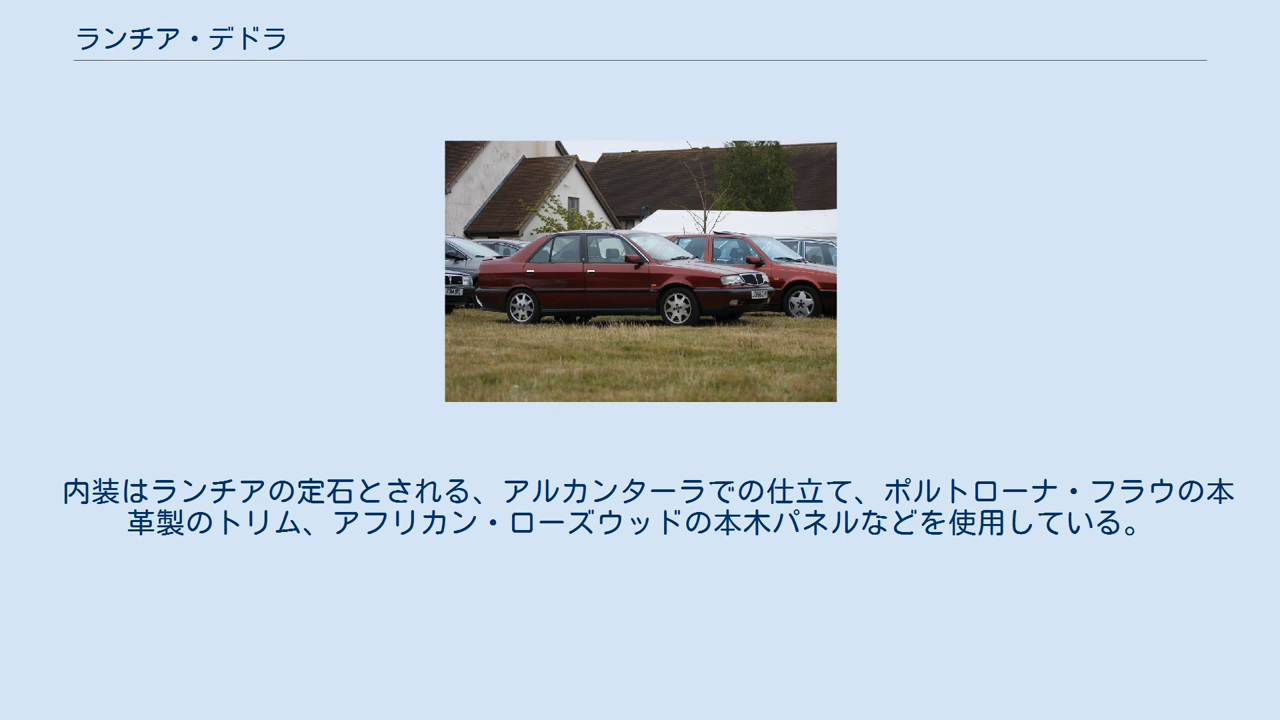 ランチア・デドラ
内装はランチアの定石とされる、アルカンターラでの仕立て、ポルトローナ・フラウの本
革製のトリム、アフリカン・ローズウッドの本木パネルなどを使用している。